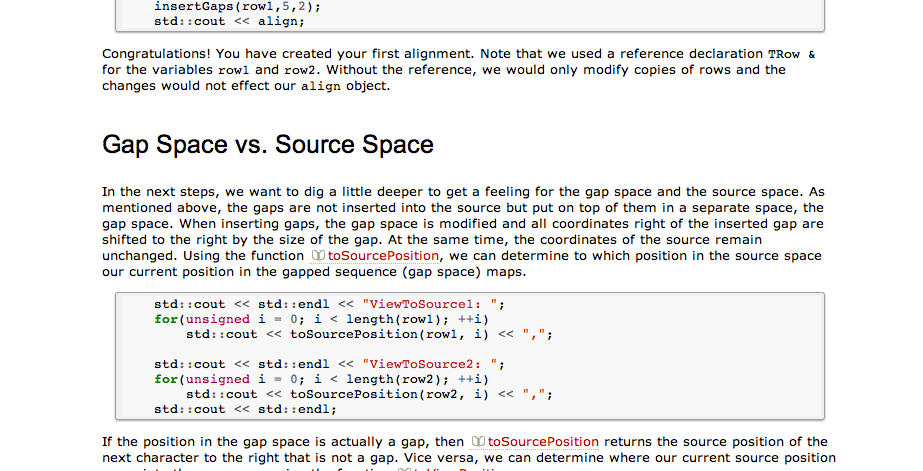 insertGaps(row1,5,2);
std::cout << align;
Congratulations! You have created your first alignment. Note that we used a reference declaration TRow &
for the variables row1 and row2. Without the reference, we would only modify copies of rows and the
changes would not effect our align object.
Gap Space vs. Source Space
In the next steps, we want to dig a little deeper to get a feeling for the gap space and the source space. As
mentioned above, the gaps are not inserted into the source but put on top of them in a separate space, the
gap space. When inserting gaps, the gap space is modified and all coordinates right of the inserted gap are
shifted to the right by the size of the gap. At the same time, the coordinates of the source remain
unchanged. Using the function toSourcePosition, we can determine to which position in the source space
our current position in the gapped sequence (gap space) maps.
std::cout << std::endl << "ViewToSource1: ";
for(unsigned i = 0; i < length(row1); ++i)
std::cout << toSourcePosition(row1, i) << ",";
std::cout << std::endl << "ViewToSource2: ";
for(unsigned i = 0; i < length(row2); ++i)
std::cout << toSourcePosition(row2, i) << ",";
std::cout << std::endl;
If the position in the gap space is actually a gap, then toSourcePosition returns the source position of the
next character to the right that is not a gap. Vice versa, we can determine where our current source position